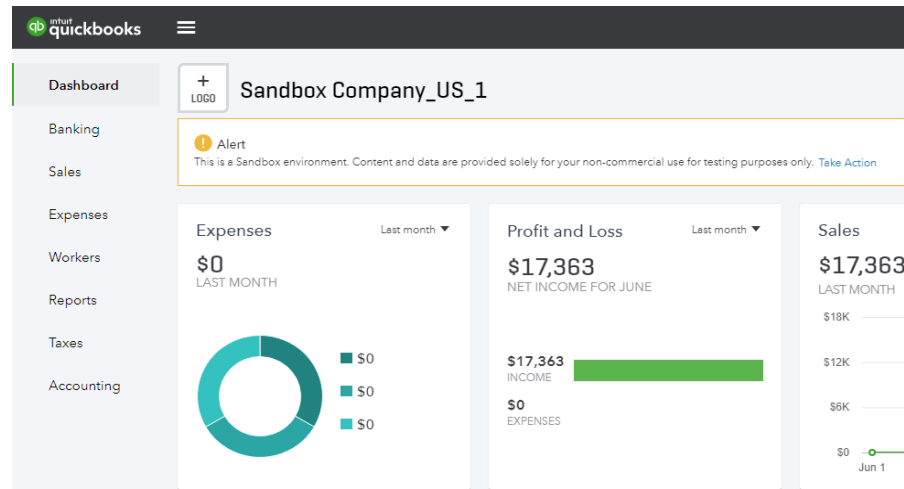 intuit
quickbooks
Dashboard
Banking
Sales
Expenses
Workers
Reports
Taxes
Accounting
+
LOGO
Sandbox Company_US_1
Alert
This is a Sandbox environment. Content and data are provided solely for your non-commercial use for testing purposes only. Take Action
Expenses
Last month
$0
LAST MONTH
$0
$0
$0
Profit and Loss
Last month
$17,363
NET INCOME FOR JUNE
$17,363
INCOME
$0
EXPENSES
Sales
$17,363
LAST MONTH
$18K
$12K
$6K
$0
Jun 1